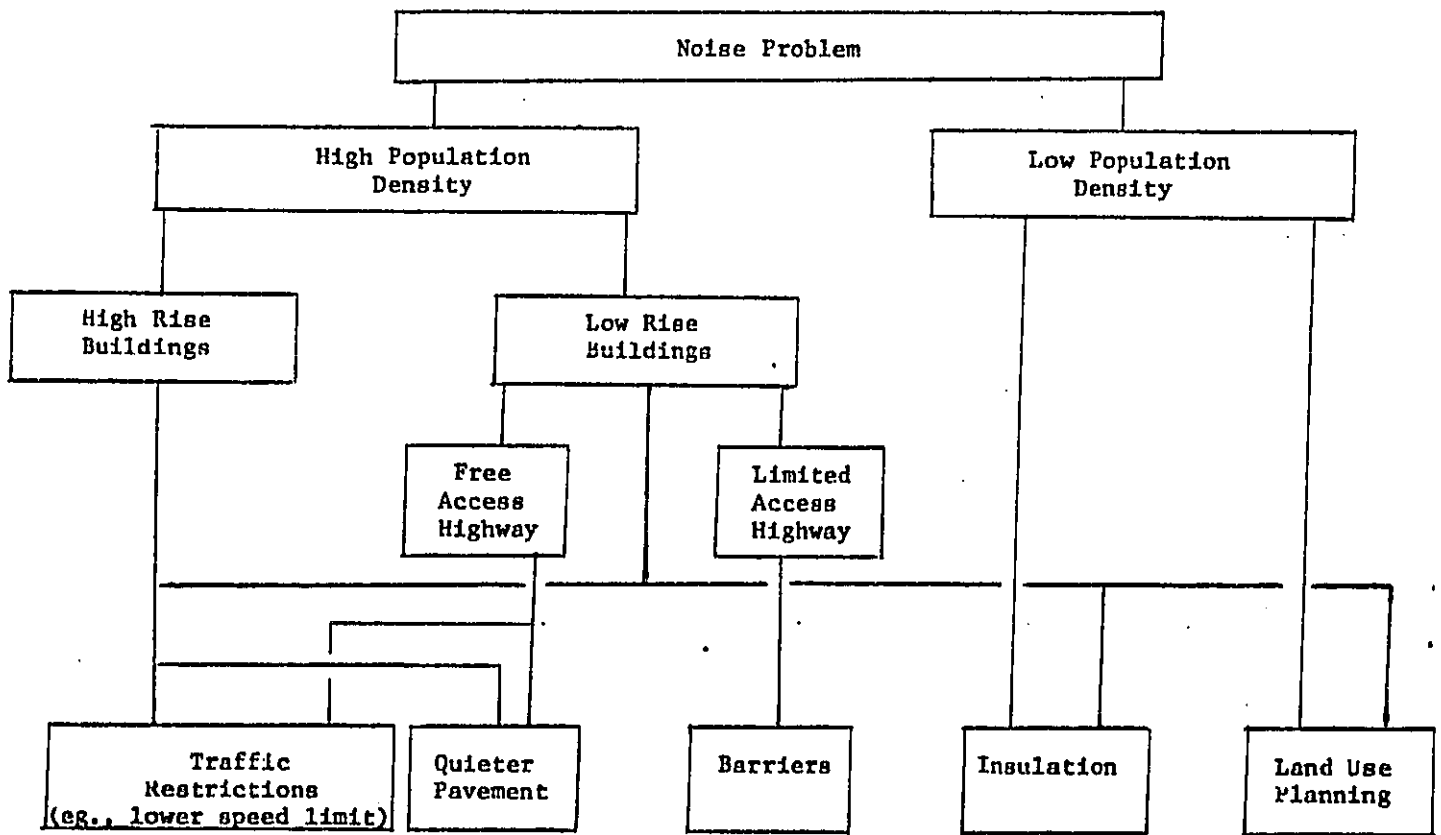 Noise Problem
High Population
Density
Low Population
Density
High Rise
Buildings
Low Rise
Buildings
Free
Access
Highway
Limited
Access
Highway
Traffic
Restrictions
(eg., lower speed limit)
Quieter
Pavement
Barriers
Insulation
Land Use
Planning